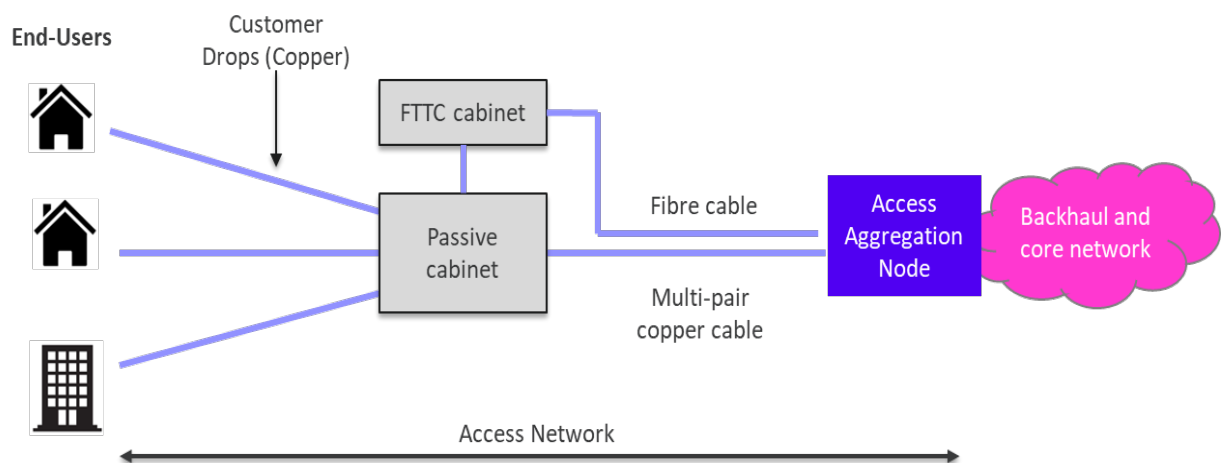 Customer
Drops (Copper)
End-Users
FTTC cabinet
Passive
cabinet
Fibre cable
Multi-pair
copper cable
Access
Aggregation
Node
Backhaul and
core network
Access Network